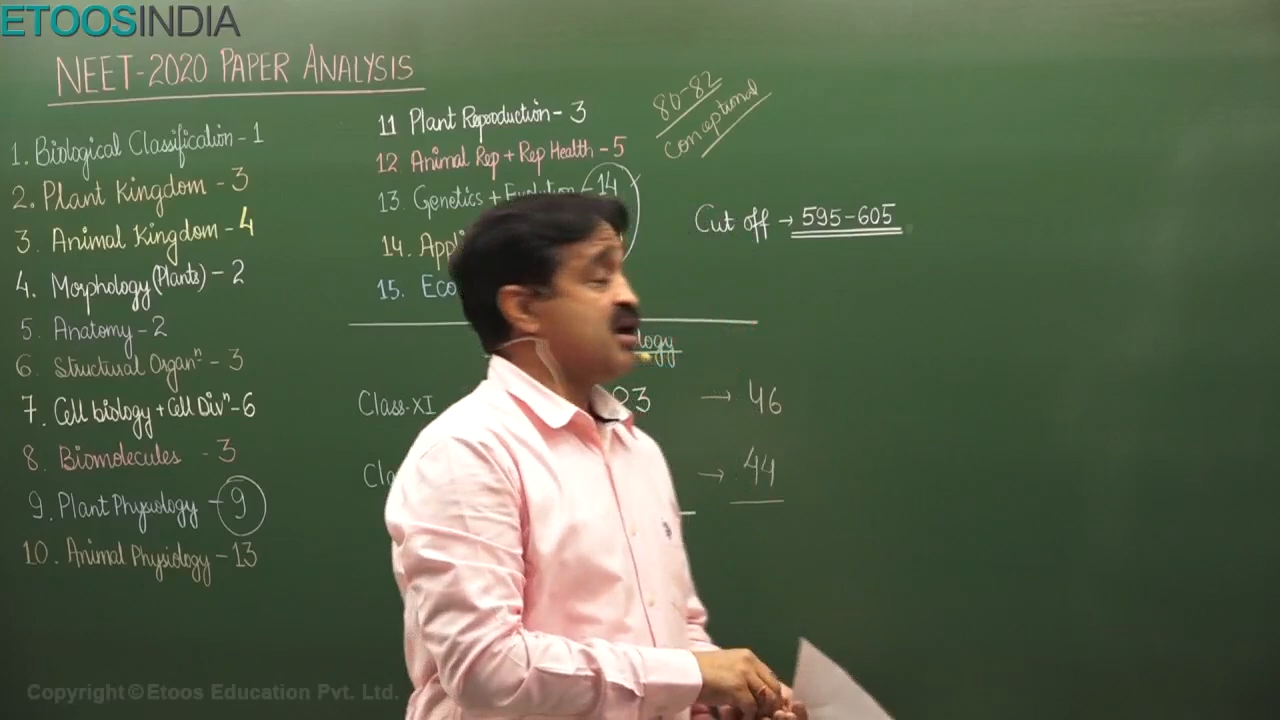 ETOOSINDIA
NEET-2020 PAPER ANALYSIS
1. Biological Classification - 1
2. Plant Kingdom - 3
3. Animal Kingdom - 4
4. Morphology (Plants) - 2
5. Anatomy - 2
6. Structural Organⁿ - 3
7. Cell biology + Cell Divⁿ - 6
8. Biomolecules - 3
9. Plant Physiology - 9
10. Animal Physiology - 13
11 Plant Reproduction - 3
12. Animal Rep + Rep Health - 5
13. Genetics + Evolution - 14
14.
15.
80-82
Conceptional
Cut off → 595-605
Class-XI → 46
→ 44
Copyright © Etoos Education Pvt. Ltd.